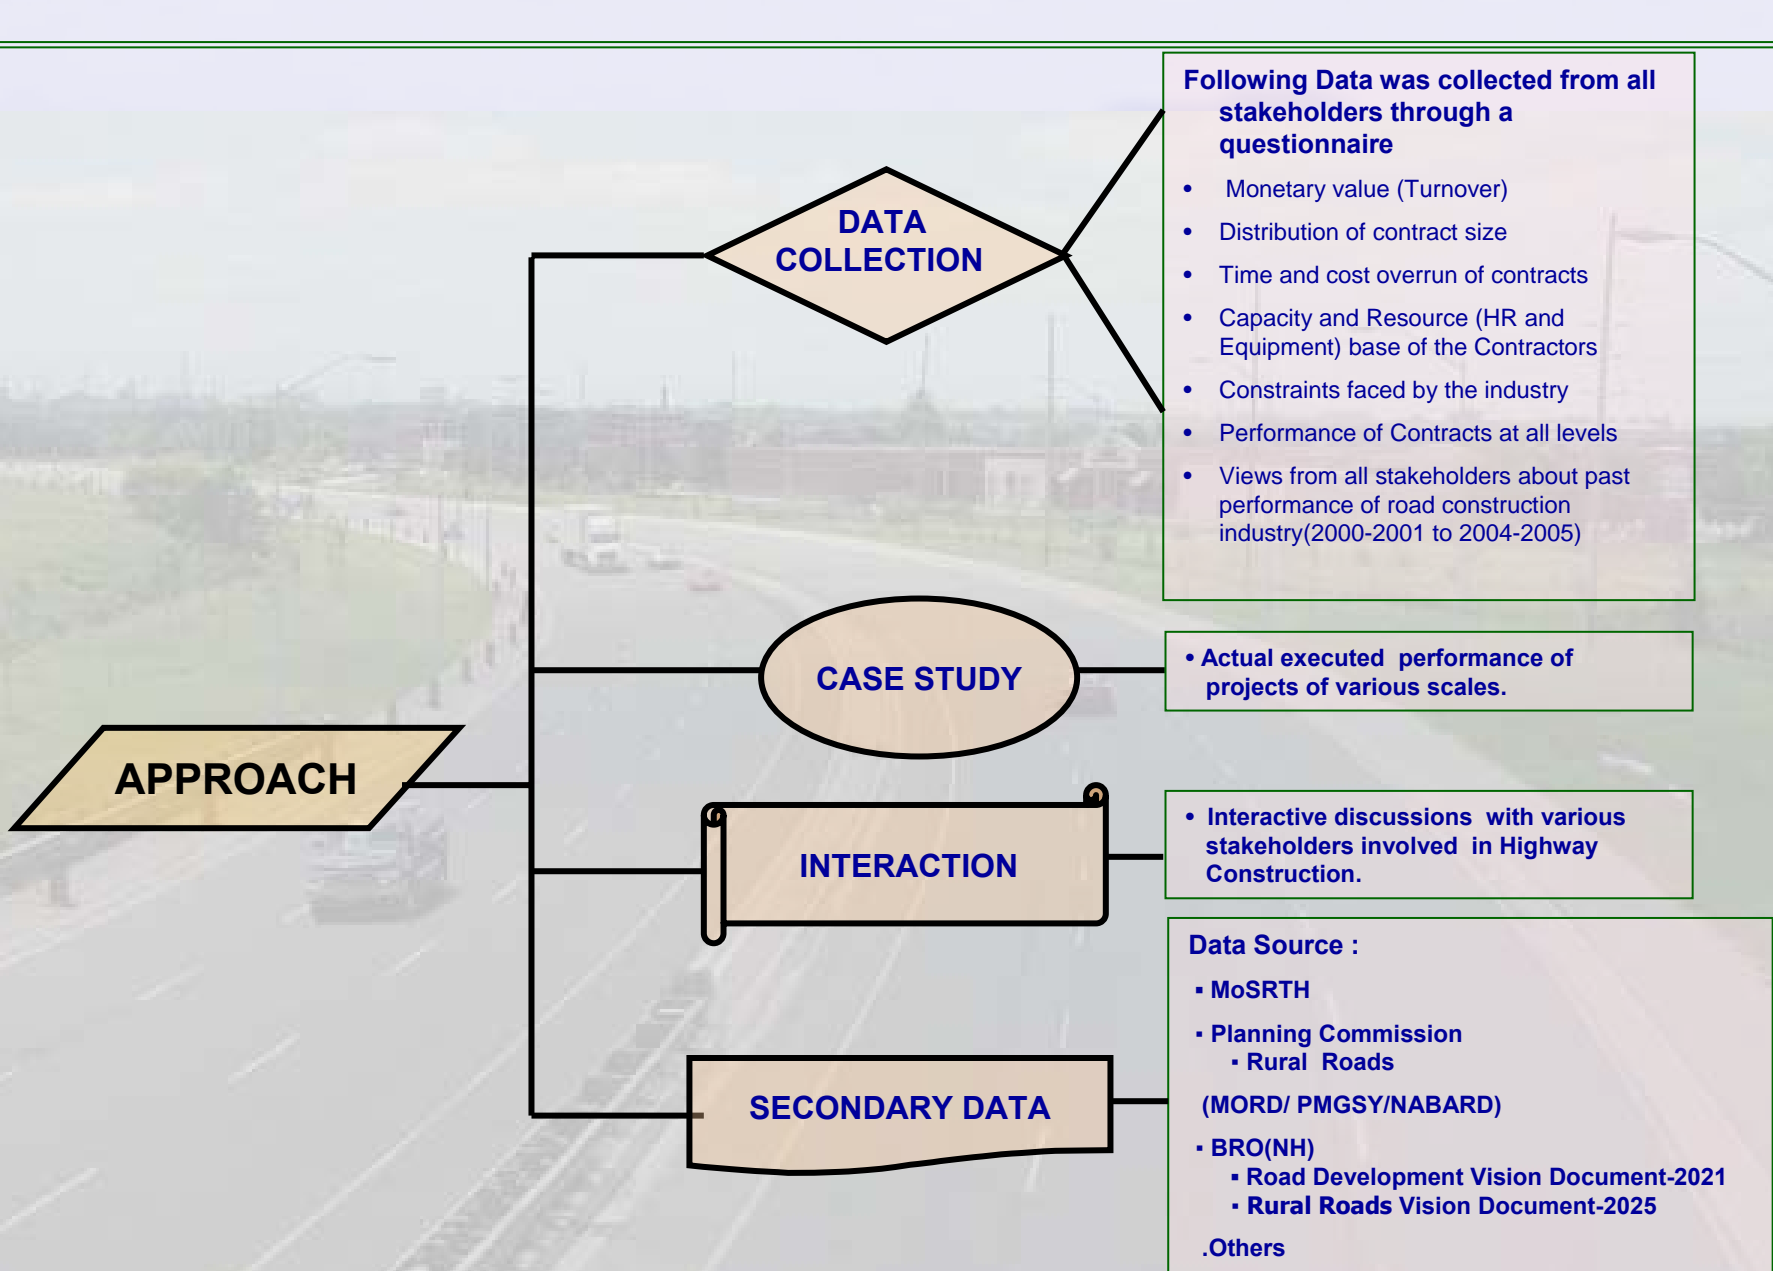 APPROACH
DATA
COLLECTION
Following Data was collected from all
stakeholders through a
questionnaire
• Monetary value (Turnover)
• Distribution of contract size
• Time and cost overrun of contracts
• Capacity and Resource (HR and
Equipment) base of the Contractors
• Constraints faced by the industry
• Performance of Contracts at all levels
• Views from all stakeholders about past
performance of road construction
industry(2000-2001 to 2004-2005)
CASE STUDY
• Actual executed performance of
projects of various scales.
INTERACTION
• Interactive discussions with various
stakeholders involved in Highway
Construction.
SECONDARY DATA
Data Source :
▪ MoSRTH
▪ Planning Commission
▪ Rural Roads
(MORD/ PMGSY/NABARD)
▪ BRO(NH)
▪ Road Development Vision Document-2021
▪ Rural Roads Vision Document-2025
.Others